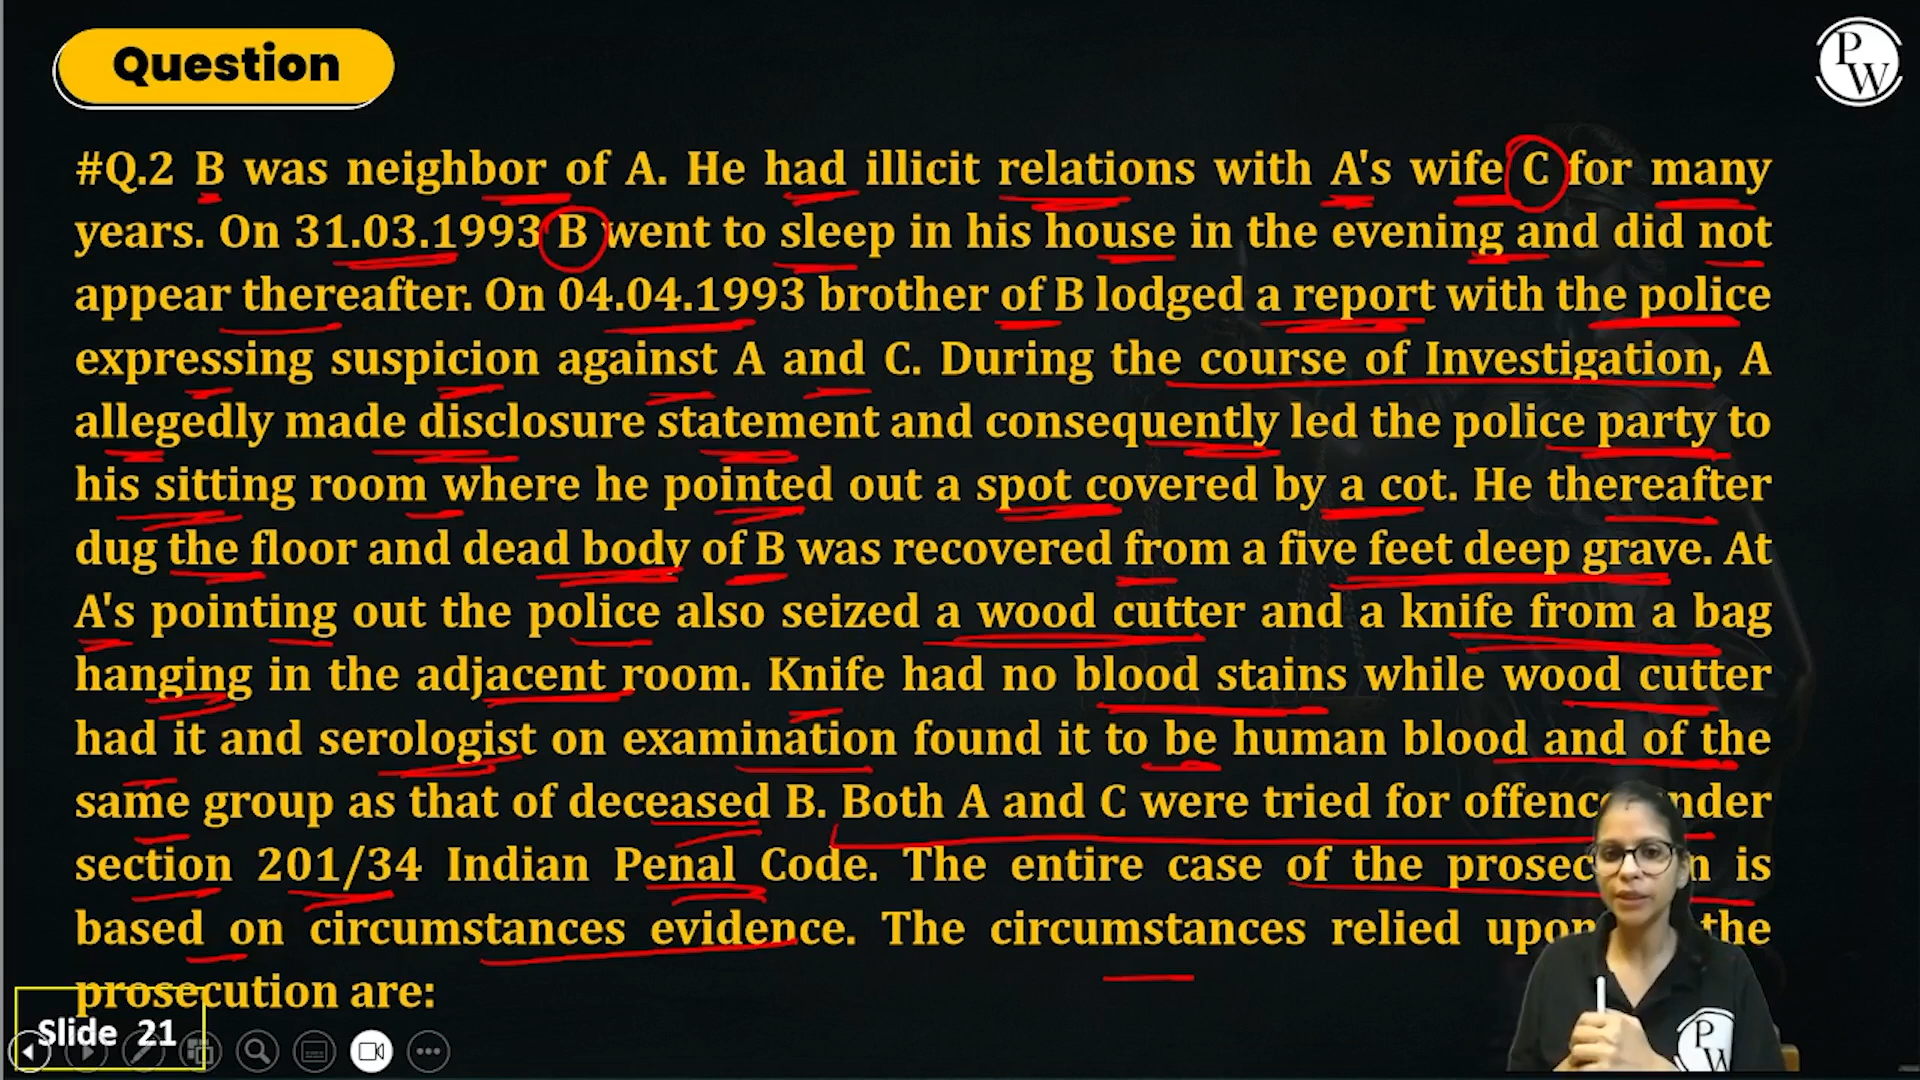 Question
P
W
#Q.2 B was neighbor of A. He had illicit relations with A's wife C for many
years. On 31.03.1993 B went to sleep in his house in the evening and did not
appear thereafter. On 04.04.1993 brother of B lodged a report with the police
expressing suspicion against A and C. During the course of Investigation, A
allegedly made disclosure statement and consequently led the police party to
his sitting room where he pointed out a spot covered by a cot. He thereafter
dug the floor and dead body of B was recovered from a five feet deep grave. At
A's pointing out the police also seized a wood cutter and a knife from a bag
hanging in the adjacent room. Knife had no blood stains while wood cutter
had it and serologist on examination found it to be human blood and of the
same group as that of deceased B. Both A and C were tried for offence
section 201/34 Indian Penal Code. The entire case of the is
based on circumstances evidence. The circumstances relied upon the
prosecution are:
Slide 21
P
W